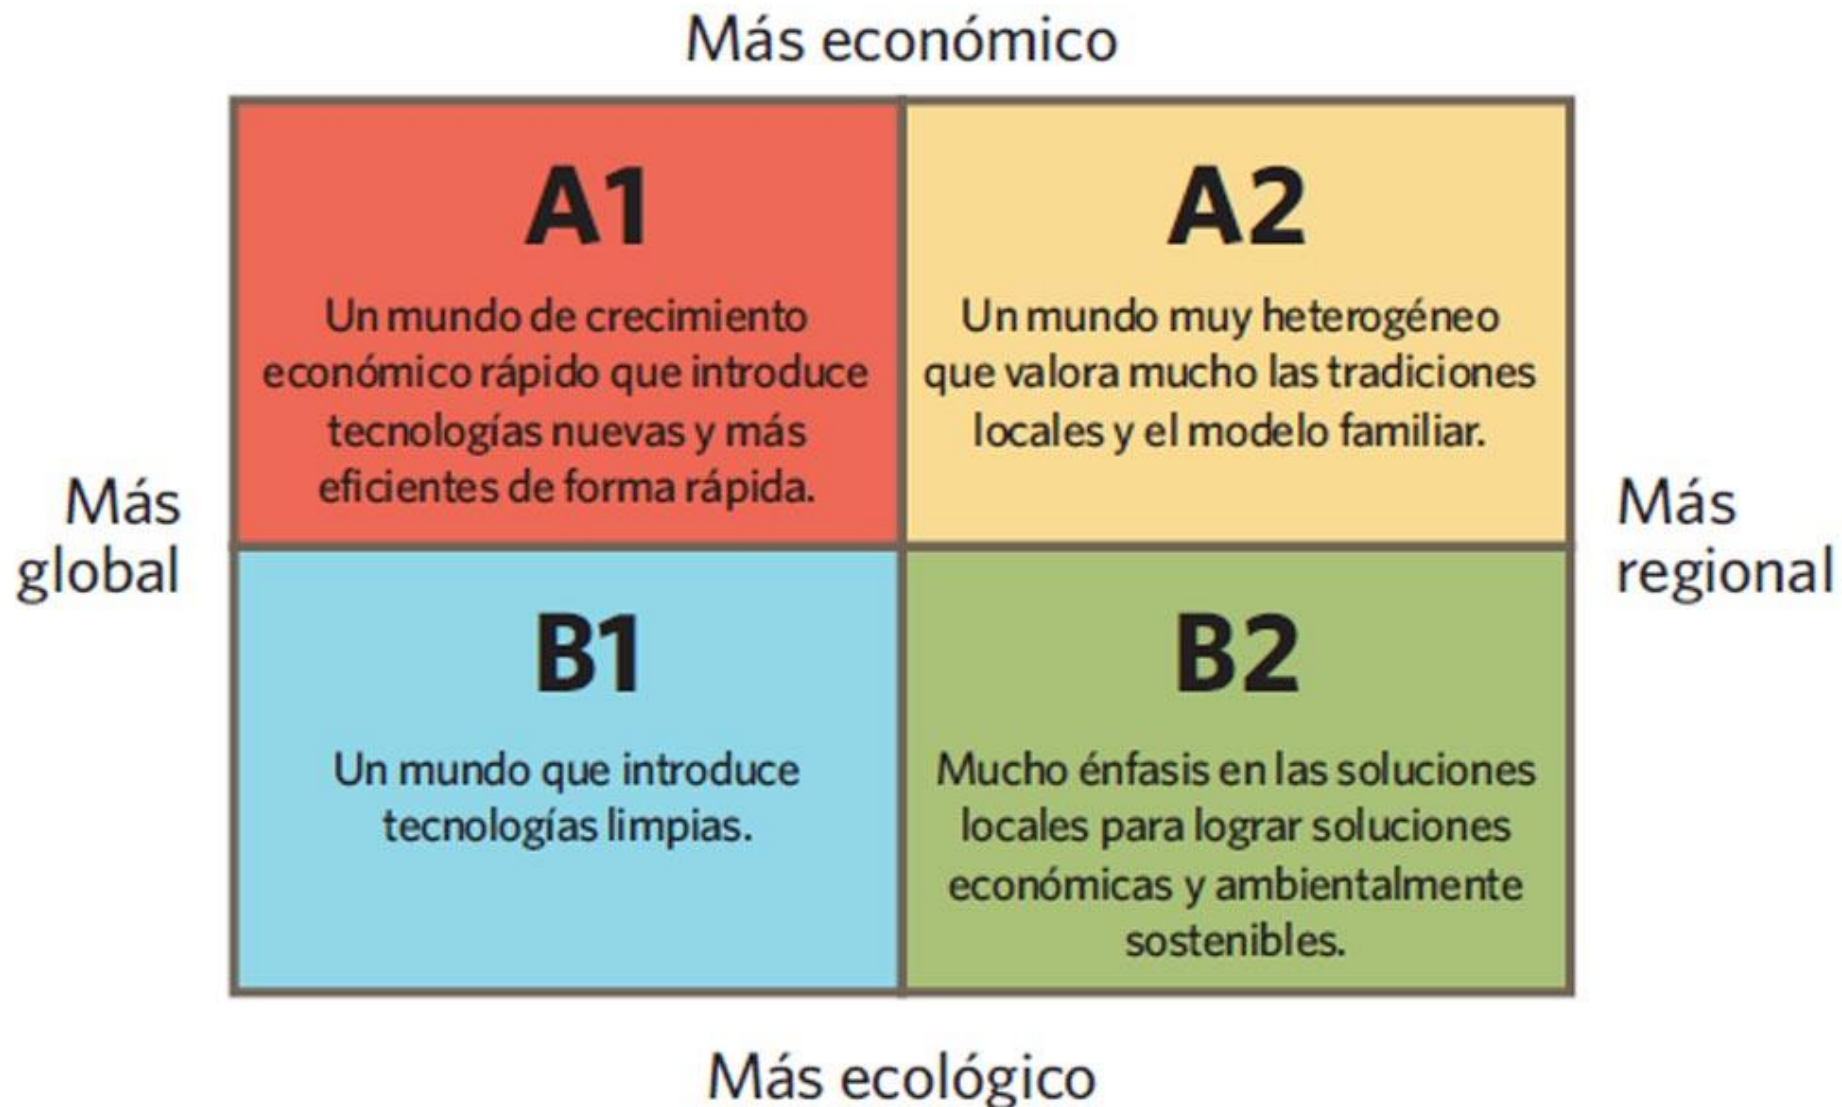 Más económico
A1
Un mundo de crecimiento
económico rápido que introduce
tecnologías nuevas y más
eficientes de forma rápida.
A2
Un mundo muy heterogéneo
que valora mucho las tradiciones
locales y el modelo familiar.
Más
global
Más
regional
B1
Un mundo que introduce
tecnologías limpias.
B2
Mucho énfasis en las soluciones
locales para lograr soluciones
económicas y ambientalmente
sostenibles.
Más ecológico